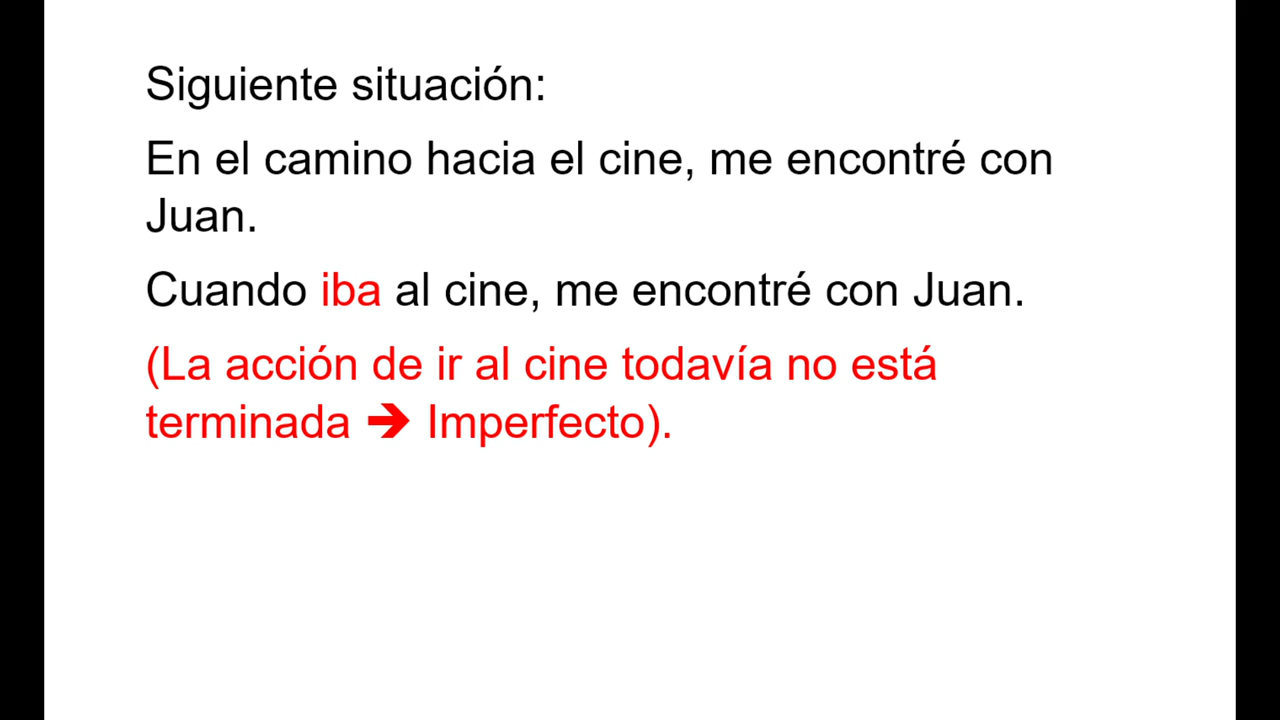 Siguiente situación:
En el camino hacia el cine, me encontré con
Juan.
Cuando iba al cine, me encontré con Juan.
(La acción de ir al cine todavía no está
terminada ➔ Imperfecto).